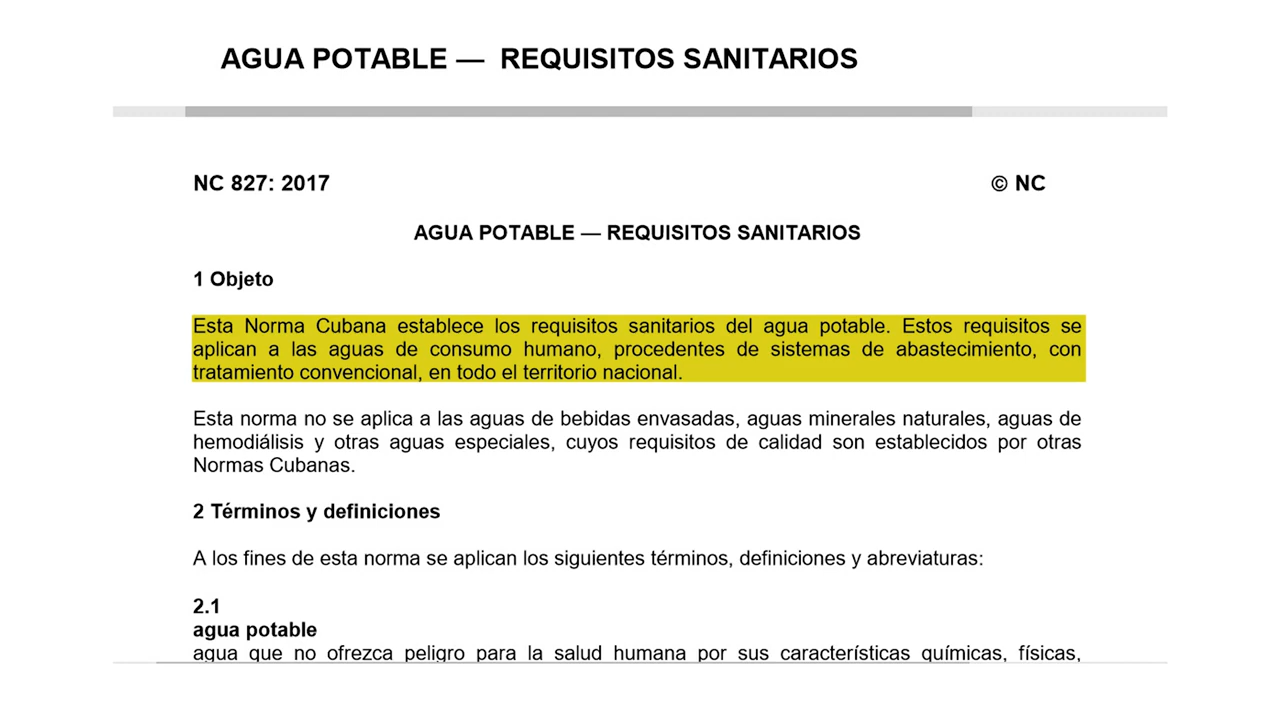 AGUA POTABLE — REQUISITOS SANITARIOS
NC 827: 2017 © NC
AGUA POTABLE — REQUISITOS SANITARIOS
1 Objeto
Esta Norma Cubana establece los requisitos sanitarios del agua potable. Estos requisitos se
aplican a las aguas de consumo humano, procedentes de sistemas de abastecimiento, con
tratamiento convencional, en todo el territorio nacional.
Esta norma no se aplica a las aguas de bebidas envasadas, aguas minerales naturales, aguas de
hemodiálisis y otras aguas especiales, cuyos requisitos de calidad son establecidos por otras
Normas Cubanas.
2 Términos y definiciones
A los fines de esta norma se aplican los siguientes términos, definiciones y abreviaturas:
2.1
agua potable
agua que no ofrezca peligro para la salud humana por sus características químicas, físicas,